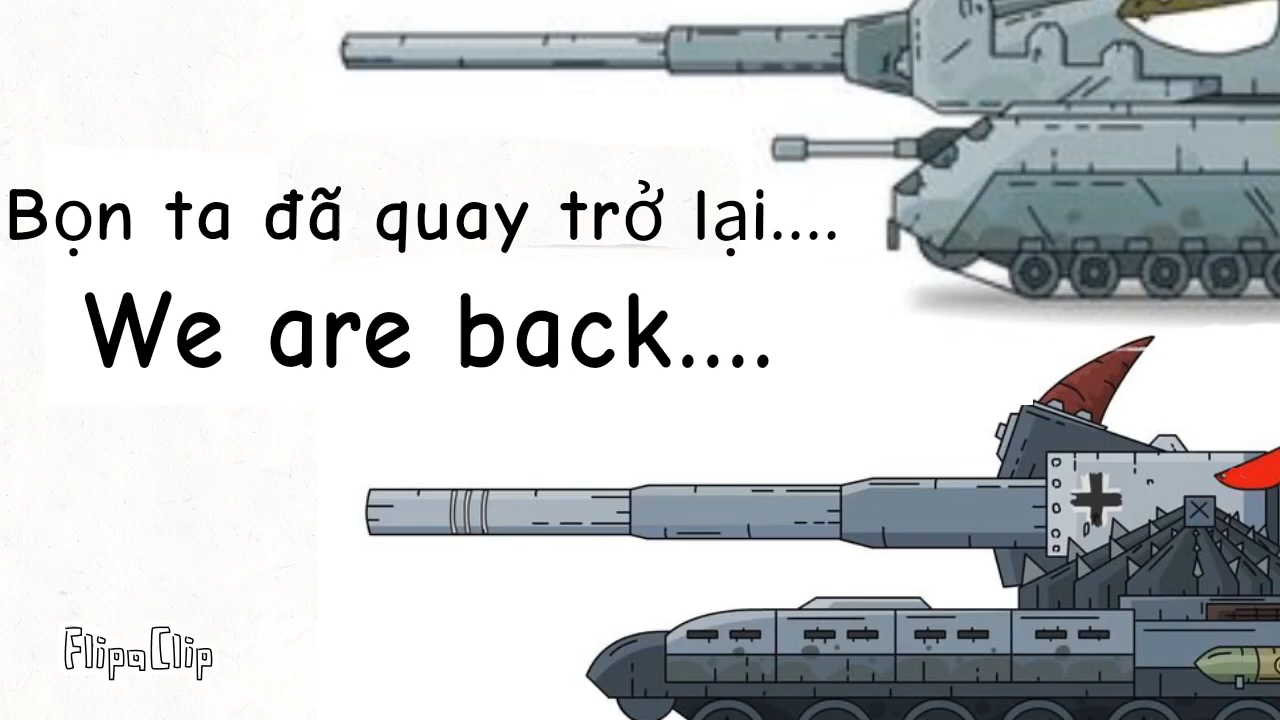 Bọn ta đã quay trở lại....
We are back....
FlipaClip